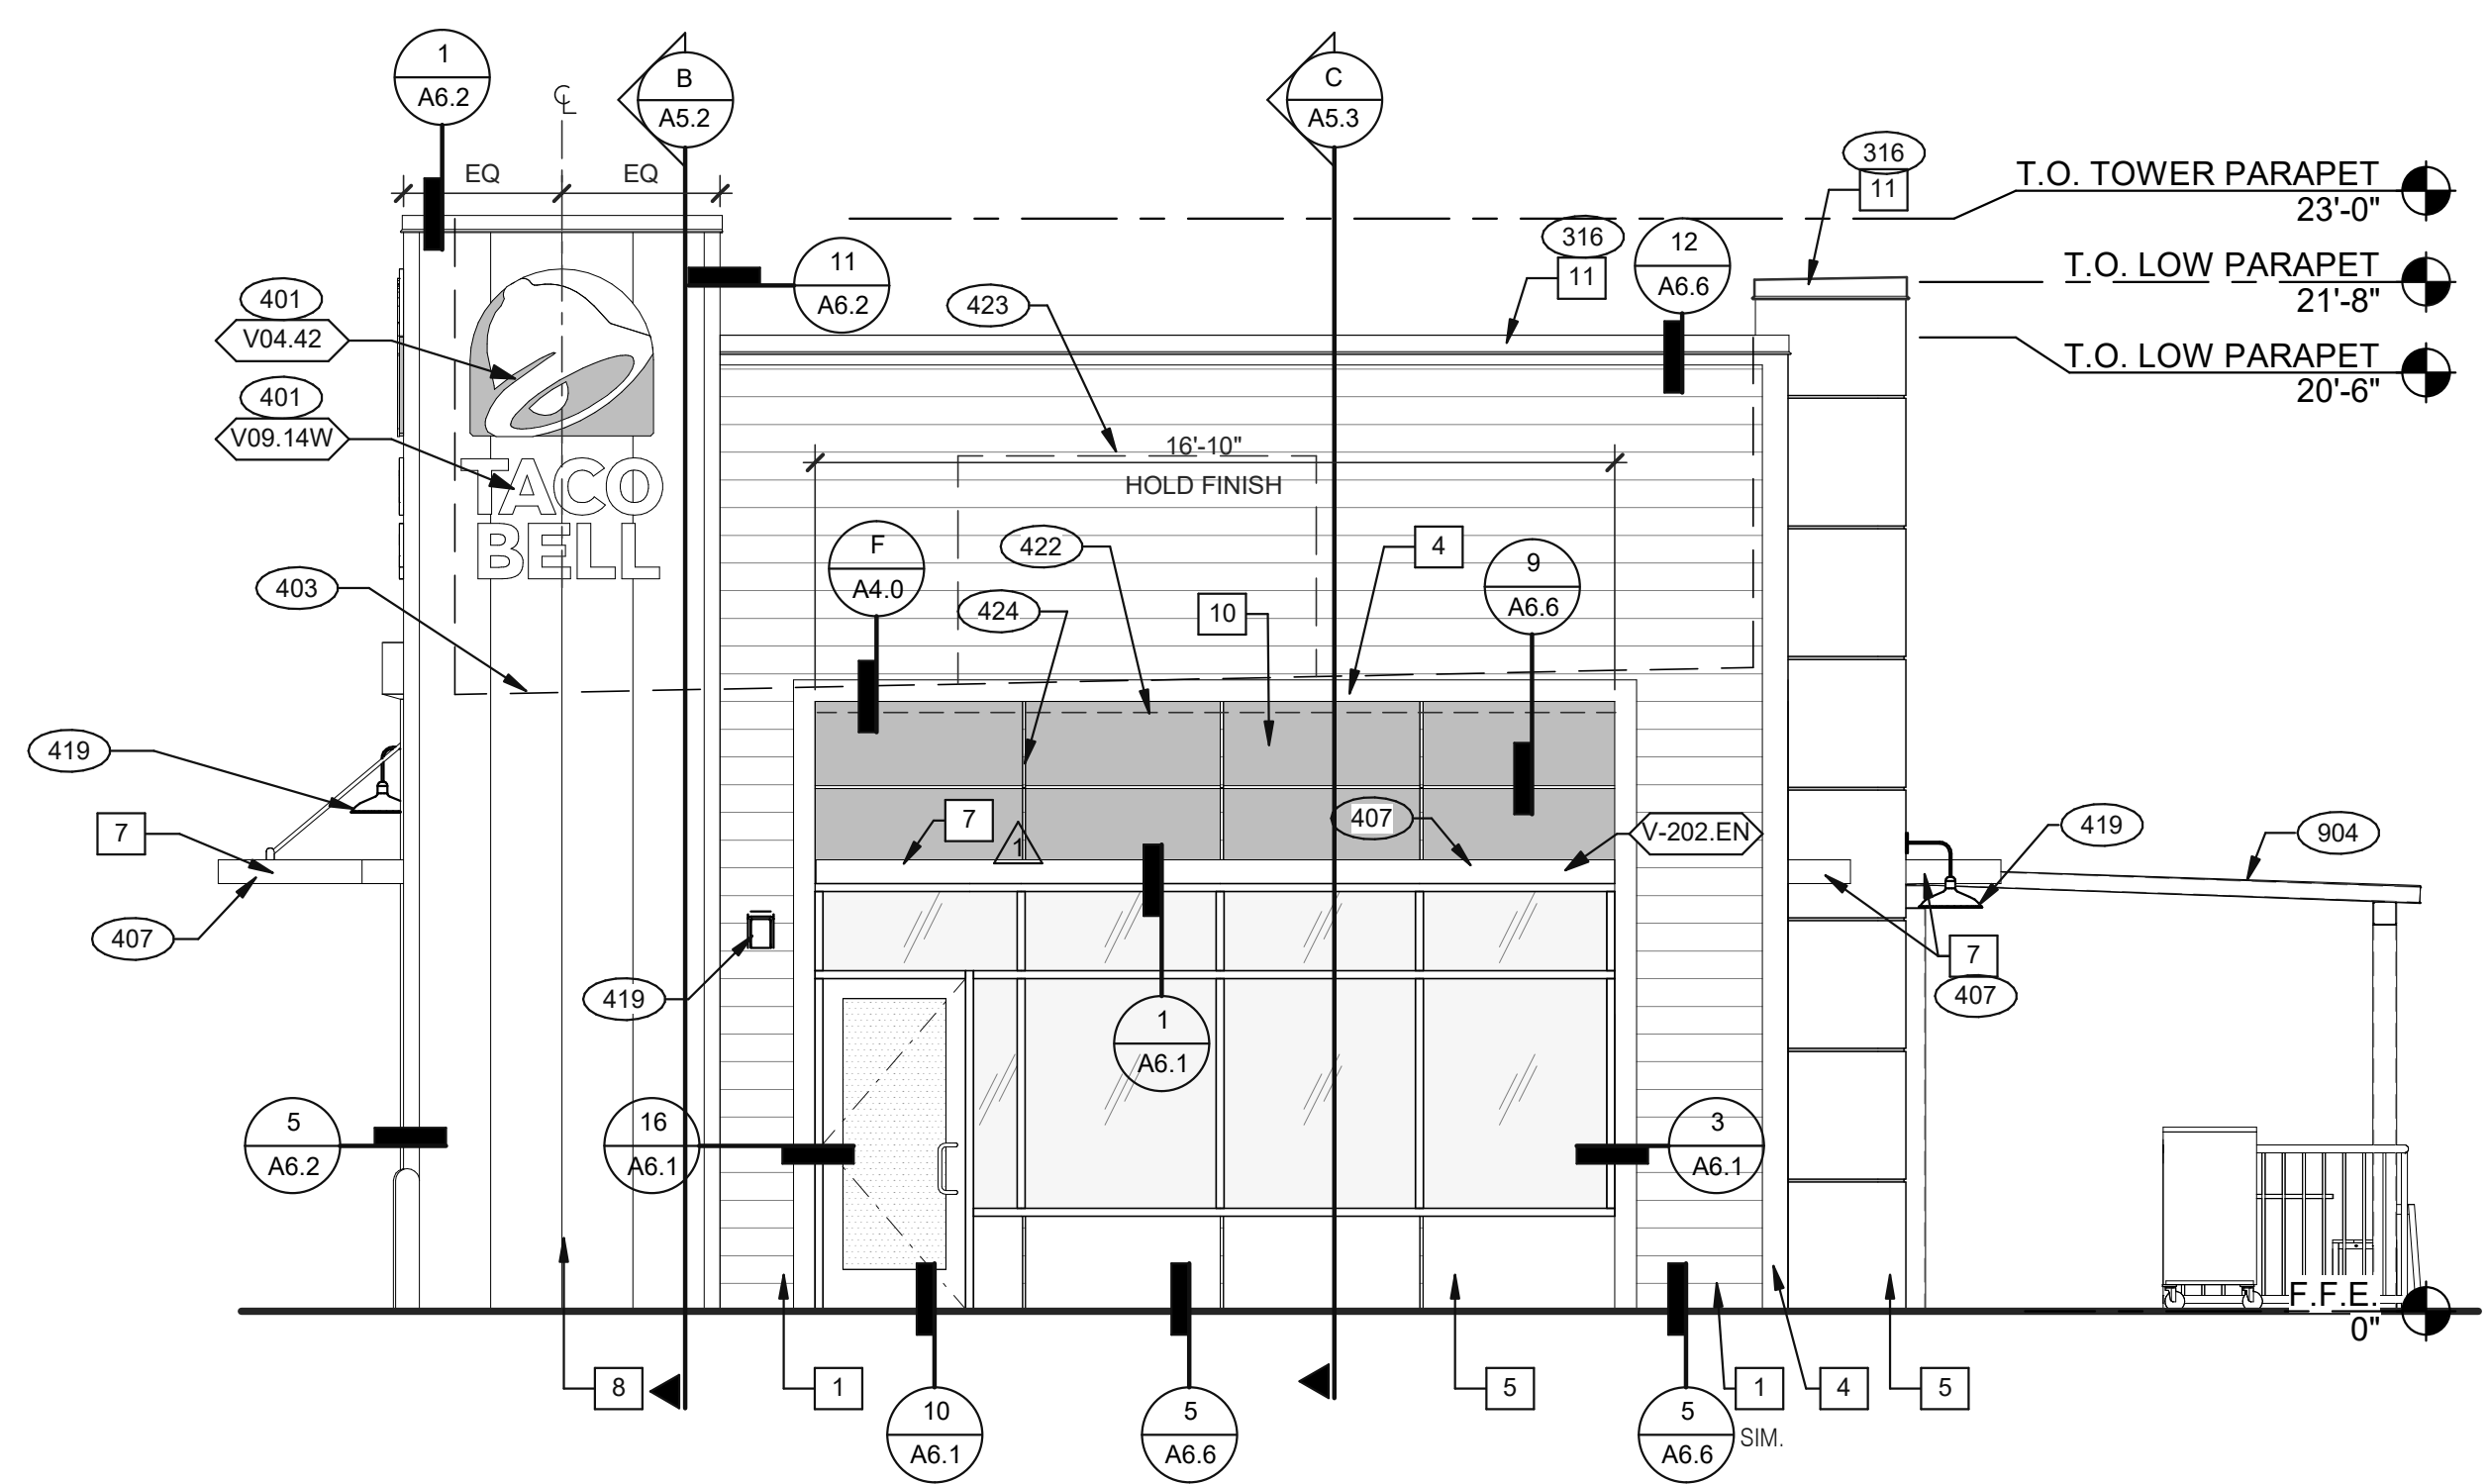 1
A6.2
B
A5.2
C
A5.3
℄
EQ
EQ
316
11
T.O. TOWER PARAPET
23'-0"
316
11
12
A6.6
11
A6.2
T.O. LOW PARAPET
21'-8"
401
V04.42
423
T.O. LOW PARAPET
20'-6"
401
V09.14W
16'-10"
HOLD FINISH
TACO
BELL
403
F
A4.0
422
4
9
A6.6
424
10
419
7
7
1
407
V-202.EN
419
904
407
419
7
407
1
A6.1
5
A6.2
16
A6.1
3
A6.1
F.F.E.
0"
8
1
5
1
4
5
10
A6.1
5
A6.6
5
A6.6
SIM.